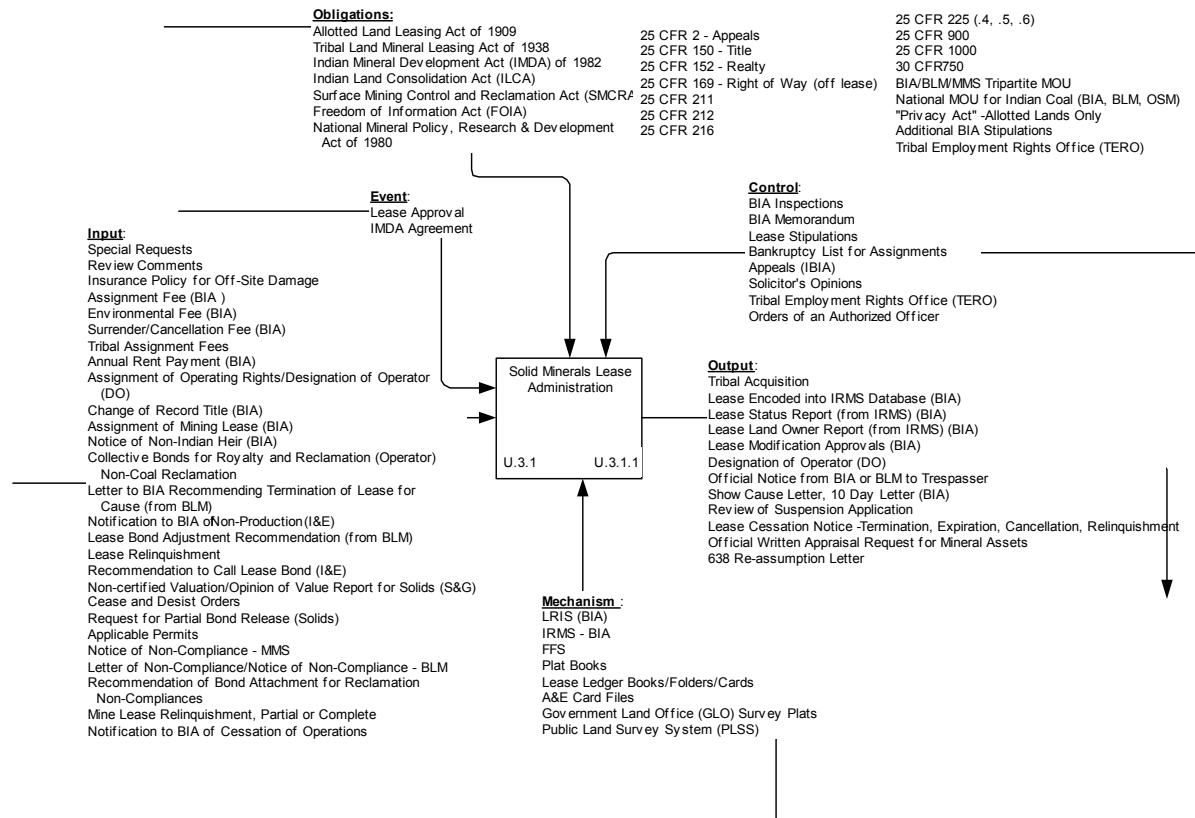 Obligations:
Allotted Land Leasing Act of 1909
Tribal Land Mineral Leasing Act of 1938
Indian Mineral Development Act (IMDA) of 1982
Indian Land Consolidation Act (ILCA)
Surface Mining Control and Reclamation Act (SMCRA
Freedom of Information Act (FOIA)
National Mineral Policy, Research & Development
Act of 1980
25 CFR 2 - Appeals
25 CFR 150 - Title
25 CFR 152 - Realty
25 CFR 169 - Right of Way (off lease)
25 CFR 211
25 CFR 212
25 CFR 216
25 CFR 225 (.4, .5, .6)
25 CFR 900
25 CFR 1000
30 CFR750
BIA/BLM/MMS Tripartite MOU
National MOU for Indian Coal (BIA, BLM, OSM)
"Privacy Act" -Allotted Lands Only
Additional BIA Stipulations
Tribal Employment Rights Office (TERO)
Event:
Lease Approval
IMDA Agreement
Control:
BIA Inspections
BIA Memorandum
Lease Stipulations
Bankruptcy List for Assignments
Appeals (IBIA)
Solicitor's Opinions
Tribal Employment Rights Office (TERO)
Orders of an Authorized Officer
Input:
Special Requests
Review Comments
Insurance Policy for Off-Site Damage
Assignment Fee (BIA )
Environmental Fee (BIA)
Surrender/Cancellation Fee (BIA)
Tribal Assignment Fees
Annual Rent Payment (BIA)
Assignment of Operating Rights/Designation of Operator
(DO)
Change of Record Title (BIA)
Assignment of Mining Lease (BIA)
Notice of Non-Indian Heir (BIA)
Collective Bonds for Royalty and Reclamation (Operator)
Non-Coal Reclamation
Letter to BIA Recommending Termination of Lease for
Cause (from BLM)
Notification to BIA of Non-Production (I&E)
Lease Bond Adjustment Recommendation (from BLM)
Lease Relinquishment
Recommendation to Call Lease Bond (I&E)
Non-certified Valuation/Opinion of Value Report for Solids (S&G)
Cease and Desist Orders
Request for Partial Bond Release (Solids)
Applicable Permits
Notice of Non-Compliance - MMS
Letter of Non-Compliance/Notice of Non-Compliance - BLM
Recommendation of Bond Attachment for Reclamation
Non-Compliances
Mine Lease Relinquishment, Partial or Complete
Notification to BIA of Cessation of Operations
Solid Minerals Lease
Administration
U.3.1 U.3.1.1
Output:
Tribal Acquisition
Lease Encoded into IRMS Database (BIA)
Lease Status Report (from IRMS) (BIA)
Lease Land Owner Report (from IRMS) (BIA)
Lease Modification Approvals (BIA)
Designation of Operator (DO)
Official Notice from BIA or BLM to Trespasser
Show Cause Letter, 10 Day Letter (BIA)
Review of Suspension Application
Lease Cessation Notice -Termination, Expiration, Cancellation, Relinquishment
Official Written Appraisal Request for Mineral Assets
638 Re-assumption Letter
Mechanism :
LRIS (BIA)
IRMS - BIA
FFS
Plat Books
Lease Ledger Books/Folders/Cards
A&E Card Files
Government Land Office (GLO) Survey Plats
Public Land Survey System (PLSS)